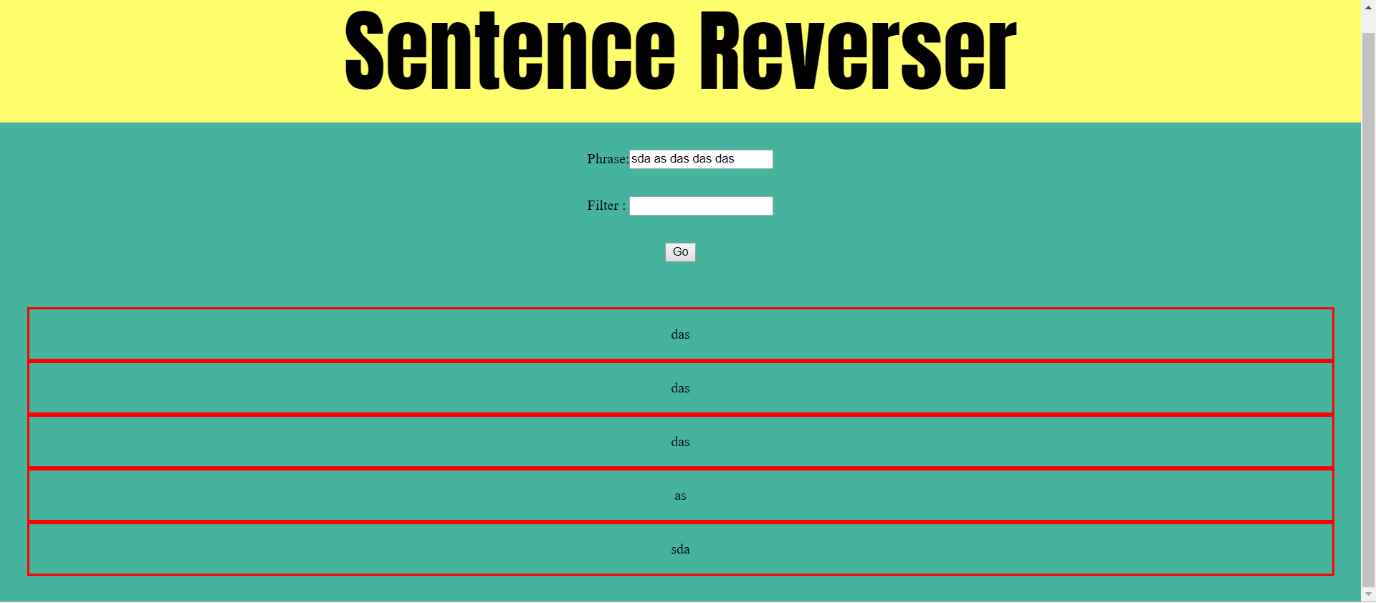 Sentence Reverser
Phrase: sda as das das das
Filter :
Go
das
das
das
as
sda